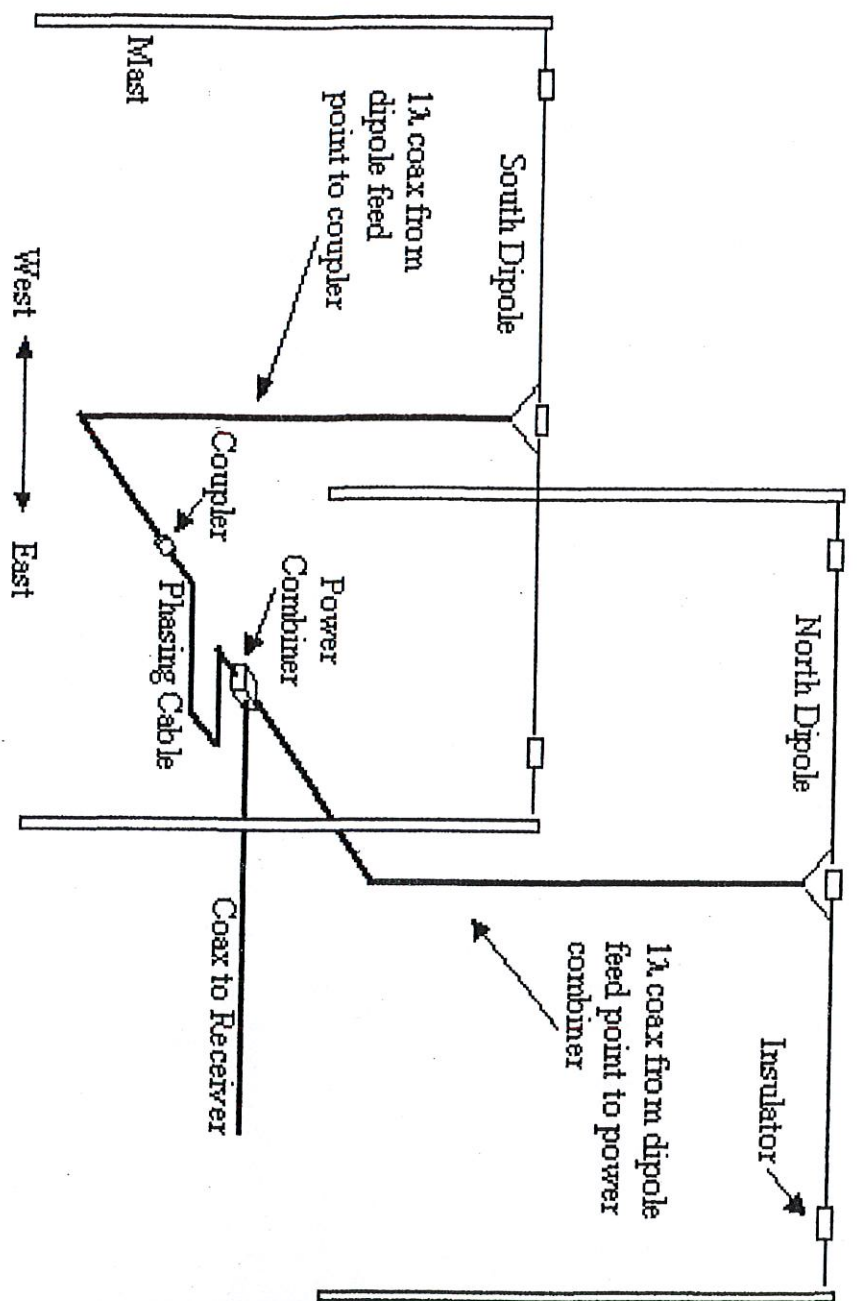 North Dipole
Insulator
South Dipole
1λ coax from dipole
feed point to power
combiner
1λ coax from
dipole feed
point to coupler
Power
Combiner
Coupler
Mast
Phasing Cable
Coax to Receiver
West
East